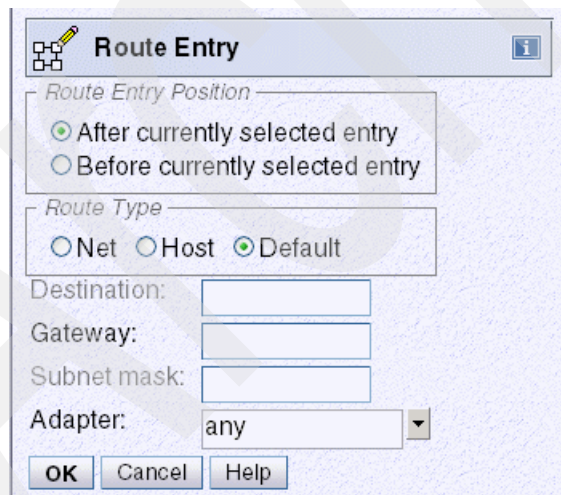 Route Entry
Route Entry Position
After currently selected entry
Before currently selected entry
Route Type
Net Host Default
Destination:
Gateway:
Subnet mask:
Adapter: any
OK Cancel Help